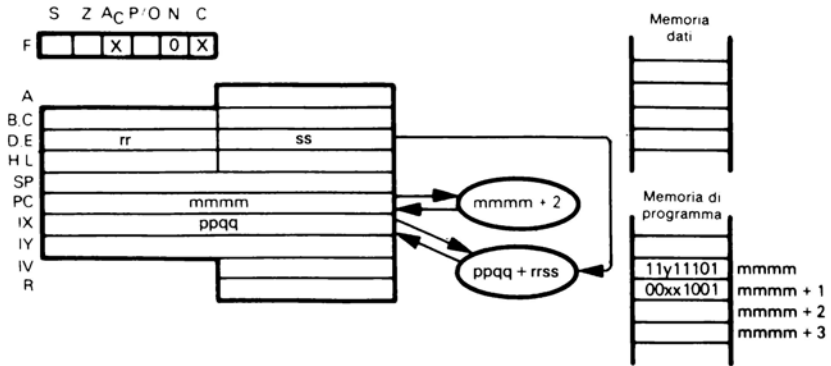 S Z AC P/O N C
F X 0 X
A
B.C
D.E rr ss
H L
SP
PC mmmm mmmm + 2
IX ppqq
IY
IV ppqq + rrss
R
Memoria
dati
Memoria di
programma
11y11101 mmmm
00xx1001 mmmm + 1
mmmm + 2
mmmm + 3